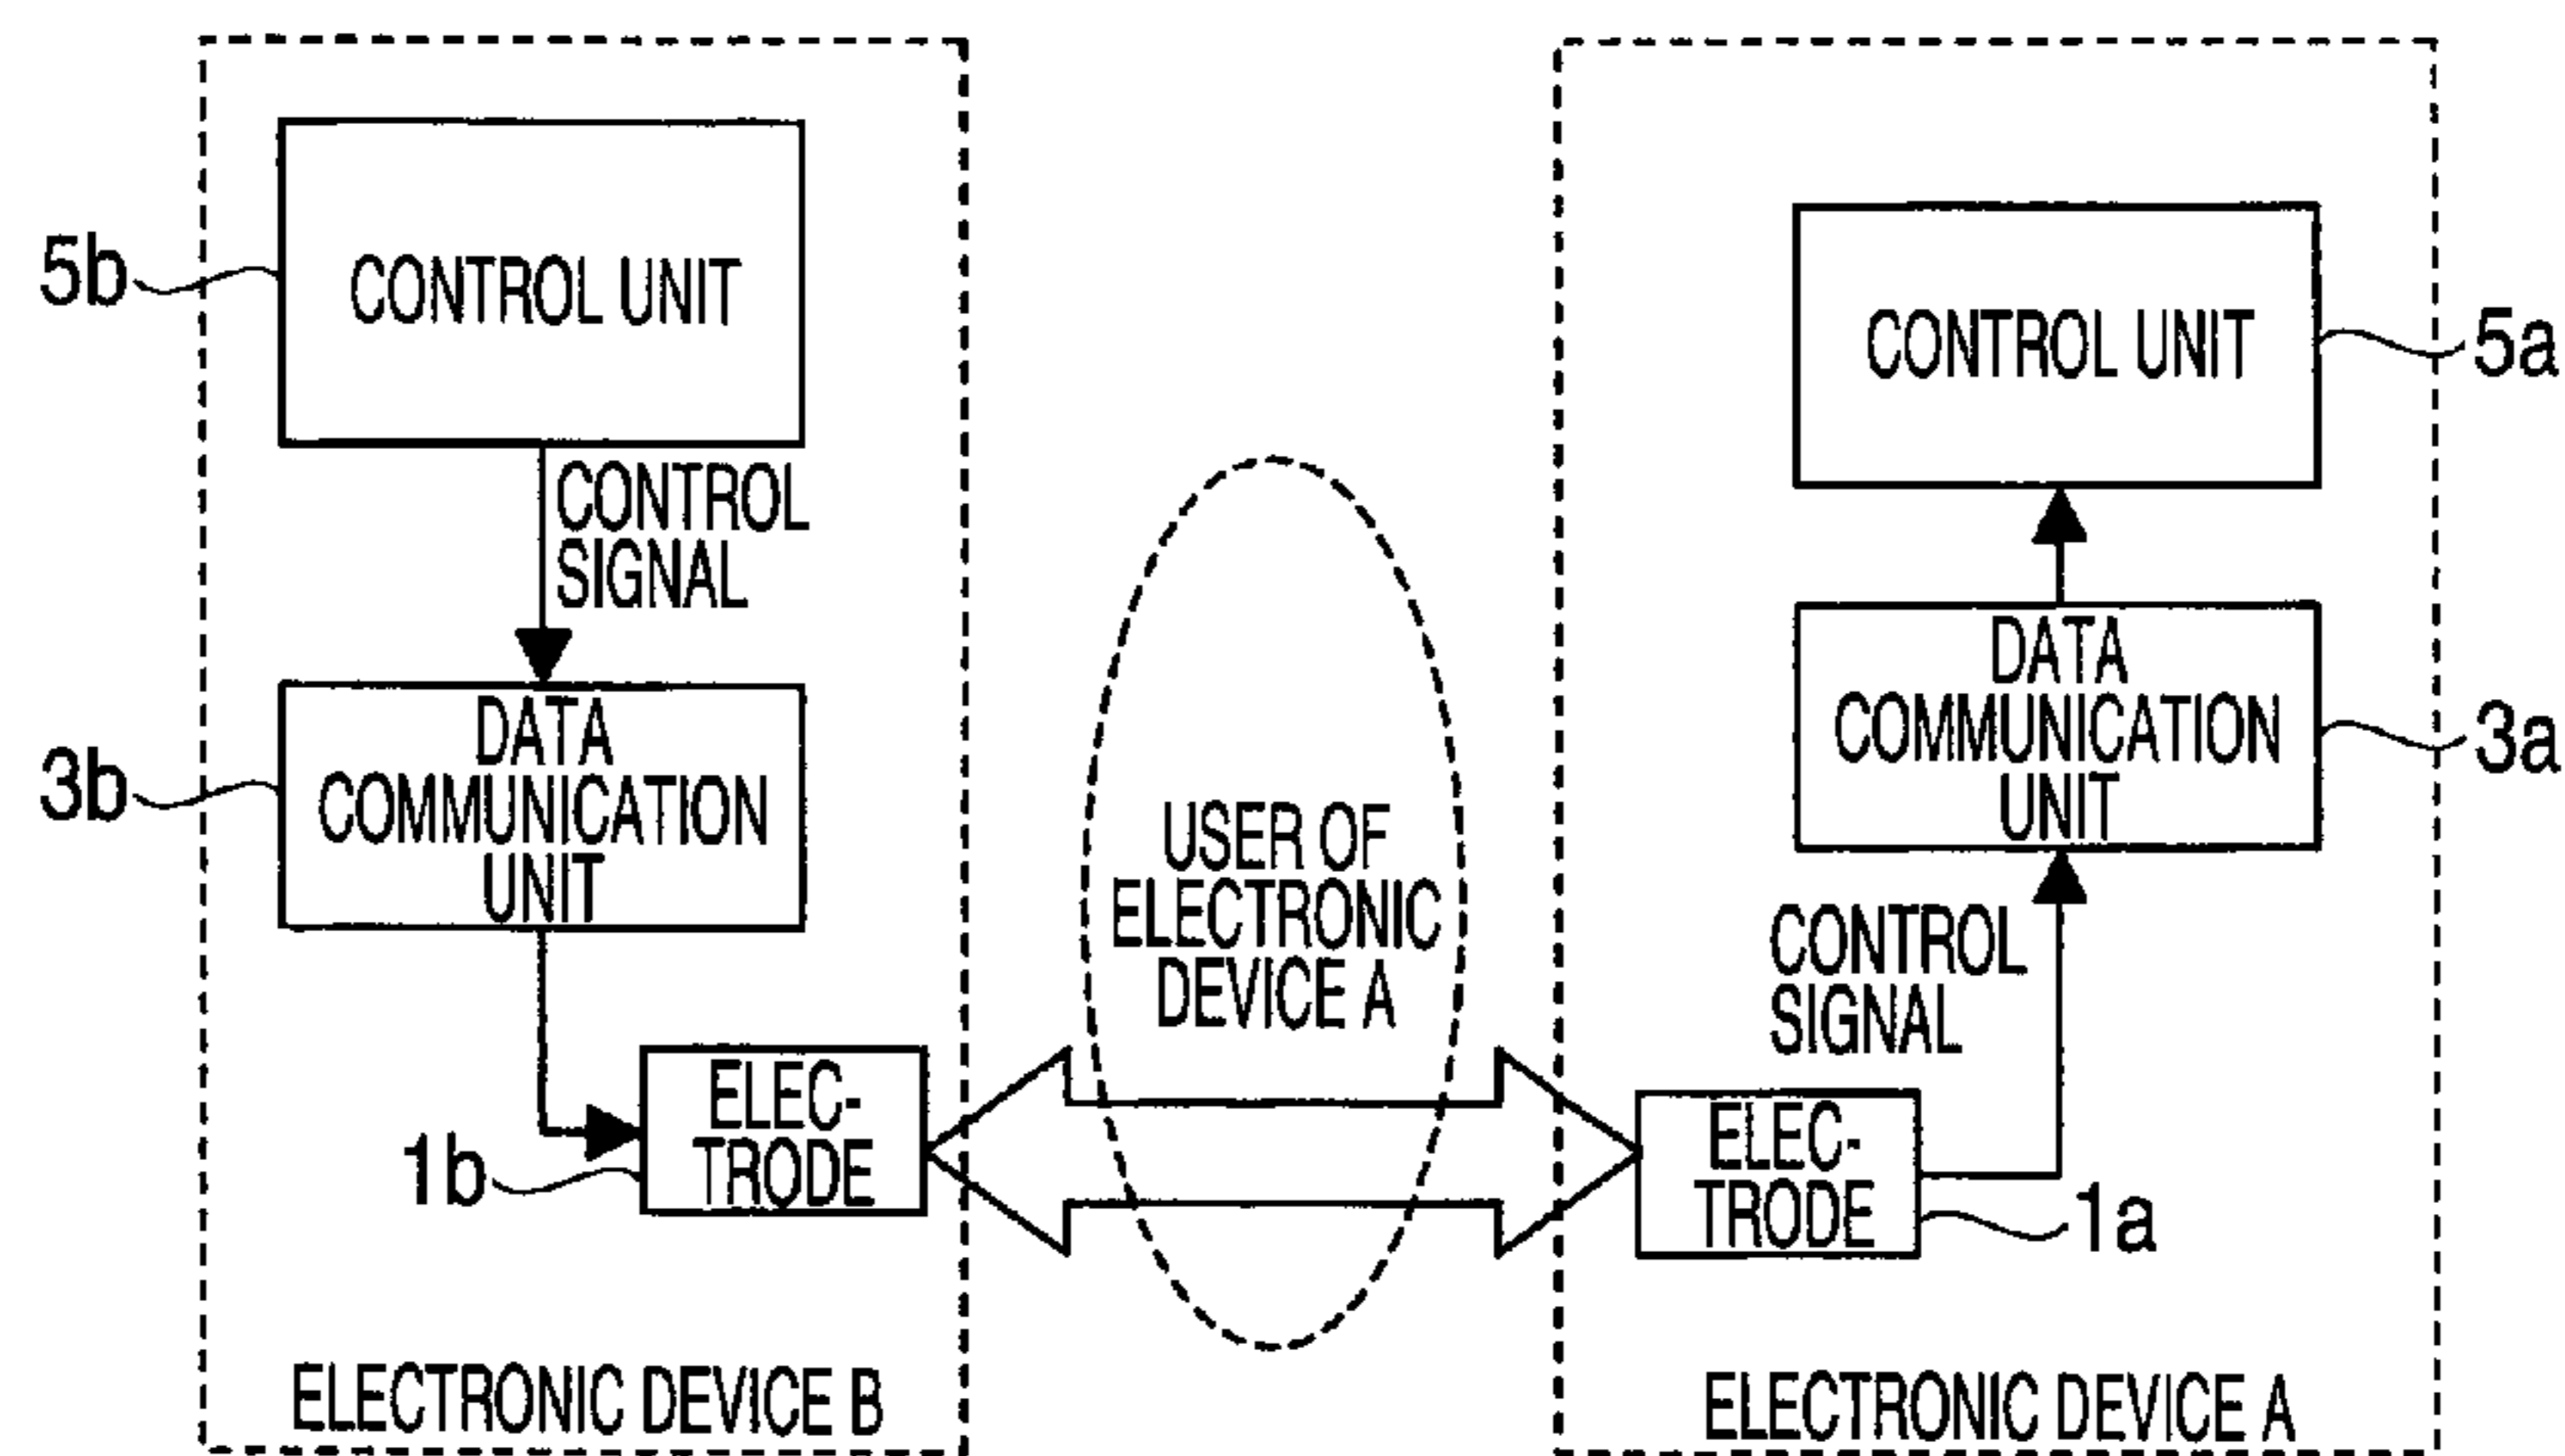 5b
CONTROL UNIT
CONTROL
SIGNAL
3b
DATA
COMMUNICATION
UNIT
1b
ELEC-
TRODE
ELECTRONIC DEVICE B
USER OF
ELECTRONIC
DEVICE A
CONTROL UNIT
5a
DATA
COMMUNICATION
UNIT
3a
CONTROL
SIGNAL
ELEC-
TRODE
1a
ELECTRONIC DEVICE A